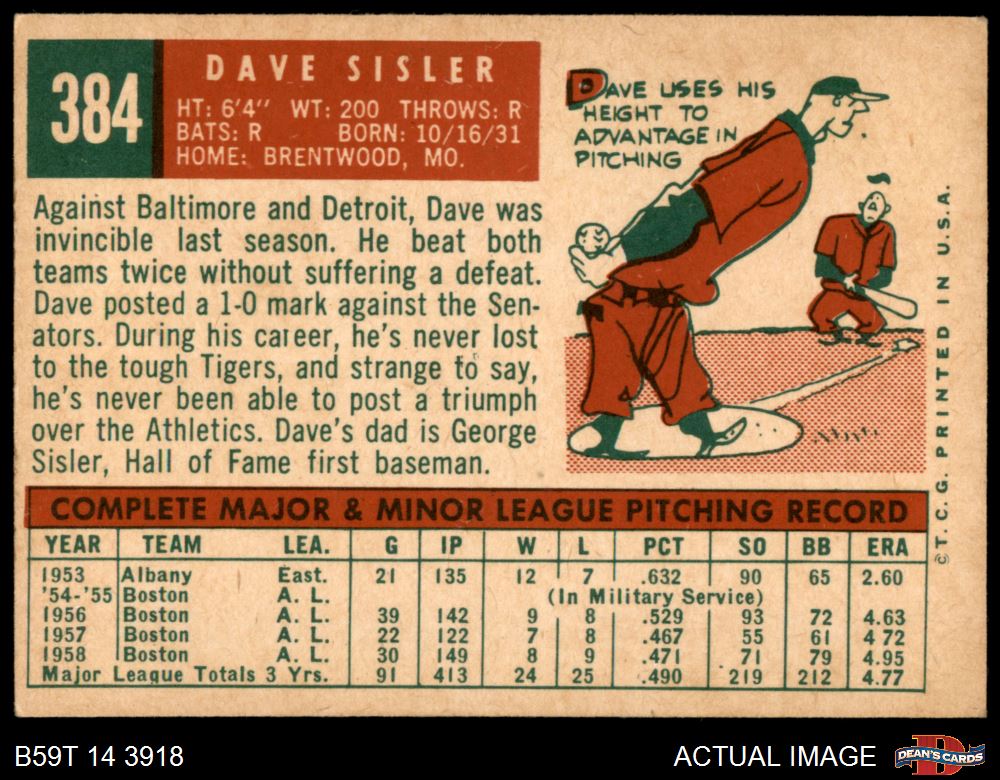 384
DAVE SISLER
HT: 6'4" WT: 200 THROWS: R
BATS: R BORN: 10/16/31
HOME: BRENTWOOD, MO.
Against Baltimore and Detroit, Dave was
invincible last season. He beat both
teams twice without suffering a defeat.
Dave posted a 1-0 mark against the Sen-
ators. During his career, he's never lost
to the tough Tigers, and strange to say,
he's never been able to post a triumph
over the Athletics. Dave's dad is George
Sisler, Hall of Fame first baseman.
DAVE USES HIS
HEIGHT TO
ADVANTAGE IN
PITCHING
© T. C. G. PRINTED IN U.S.A.
COMPLETE MAJOR & MINOR LEAGUE PITCHING RECORD
YEAR TEAM LEA. G IP W L PCT SO BB ERA
1953 Albany East. 21 135 12 7 .632 90 65 2.60
'54-'55 Boston A. L. (In Military Service)
1956 Boston A. L. 39 142 9 8 .529 93 72 4.63
1957 Boston A. L. 22 122 7 8 .467 55 61 4 72
1958 Boston A. L. 30 149 8 9 .471 71 79 4.95
Major League Totals 3 Yrs. 91 413 24 25 .490 219 212 4.77
B59T 14 3918
ACTUAL IMAGE
DEAN'S CARDS